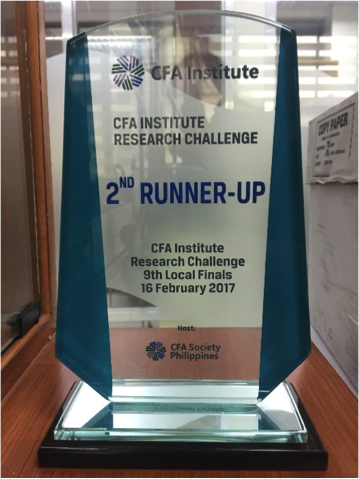 CFA Institute
CFA INSTITUTE
RESEARCH CHALLENGE
2ND RUNNER-UP
CFA Institute
Research Challenge
9th Local Finals
16 February 2017
Host:
CFA Society
Philippines
COPY PAPER